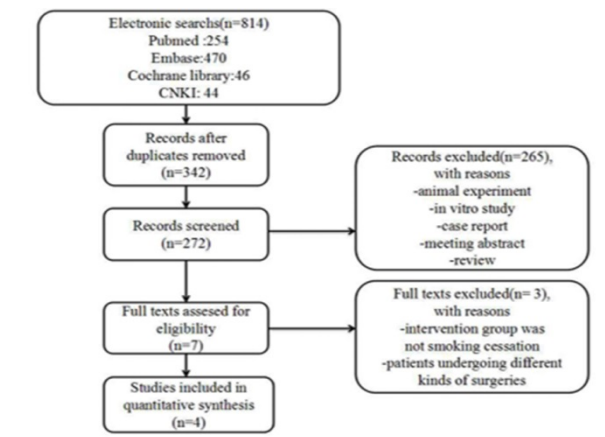 Electronic searchs(n=814)
Pubmed :254
Embase:470
Cochrane library:46
CNKI: 44
Records after
duplicates removed
(n=342)
Records screened
(n=272)
Records excluded(n=265),
with reasons
-animal experiment
-in vitro study
-case report
-meeting abstract
-review
Full texts assesed for
eligibility
(n=7)
Full texts excluded(n= 3),
with reasons
-intervention group was
not smoking cessation
-patients undergoing different
kinds of surgeries
Studies included in
quantitative synthesis
(n=4)